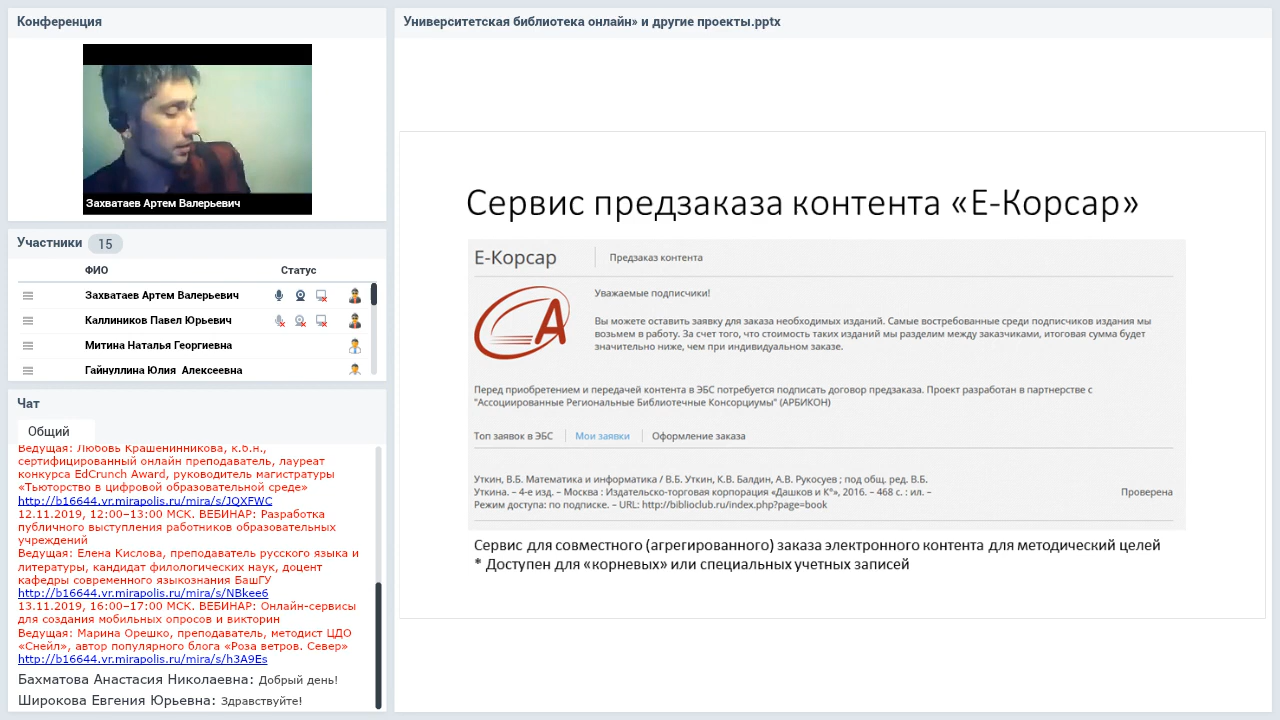 Конференция
Захватаев Артем Валерьевич
Участники 15
ФИО Статус
Захватаев Артем Валерьевич
Каллиников Павел Юрьевич
Митина Наталья Георгиевна
Гайнуллина Юлия Алексеевна
Чат
Общий
Ведущая: Любовь Крашенинникова, к.б.н.,
сертифицированный онлайн преподаватель, лауреат
конкурса EdCrunch Award, руководитель магистратуры
«Тьюторство в цифровой образовательной среде»
http://b16644.vr.mirapolis.ru/mira/s/JQXFWC
12.11.2019, 12:00–13:00 МСК. ВЕБИНАР: Разработка
публичного выступления работников образовательных
учреждений
Ведущая: Елена Кислова, преподаватель русского языка и
литературы, кандидат филологических наук, доцент
кафедры современного языкознания БашГУ
http://b16644.vr.mirapolis.ru/mira/s/NBkee6
13.11.2019, 16:00–17:00 МСК. ВЕБИНАР: Онлайн-сервисы
для создания мобильных опросов и викторин
Ведущая: Марина Орешко, преподаватель, методист ЦДО
«Снейл», автор популярного блога «Роза ветров. Север»
http://b16644.vr.mirapolis.ru/mira/s/h3A9Es
Бахматова Анастасия Николаевна: Добрый день!
Широкова Евгения Юрьевна: Здравствуйте!
Университетская библиотека онлайн» и другие проекты.pptx
Сервис предзаказа контента «Е-Корсар»
Е-Корсар Предзаказ контента
А
Уважаемые подписчики!
Вы можете оставить заявку для заказа необходимых изданий. Самые востребованные среди подписчиков издания мы
возьмем в работу. За счет того, что стоимость таких изданий мы разделим между заказчиками, итоговая сумма будет
значительно ниже, чем при индивидуальном заказе.
Перед приобретением и передачей контента в ЭБС потребуется подписать договор предзаказа. Проект разработан в партнерстве с
"Ассоциированные Региональные Библиотечные Консорциумы" (АРБИКОН)
Топ заявок в ЭБС Мои заявки Оформление заказа
Уткин, В.Б. Математика и информатика / В.Б. Уткин, К.В. Балдин, А.В. Рукосуев ; под общ. ред. В.Б.
Уткина. – 4-е изд. – Москва : Издательско-торговая корпорация «Дашков и К°», 2016. – 468 с. : ил. –
Режим доступа: по подписке. – URL: http://biblioclub.ru/index.php?page=book
Проверена
Сервис для совместного (агрегированного) заказа электронного контента для методический целей
* Доступен для «корневых» или специальных учетных записей